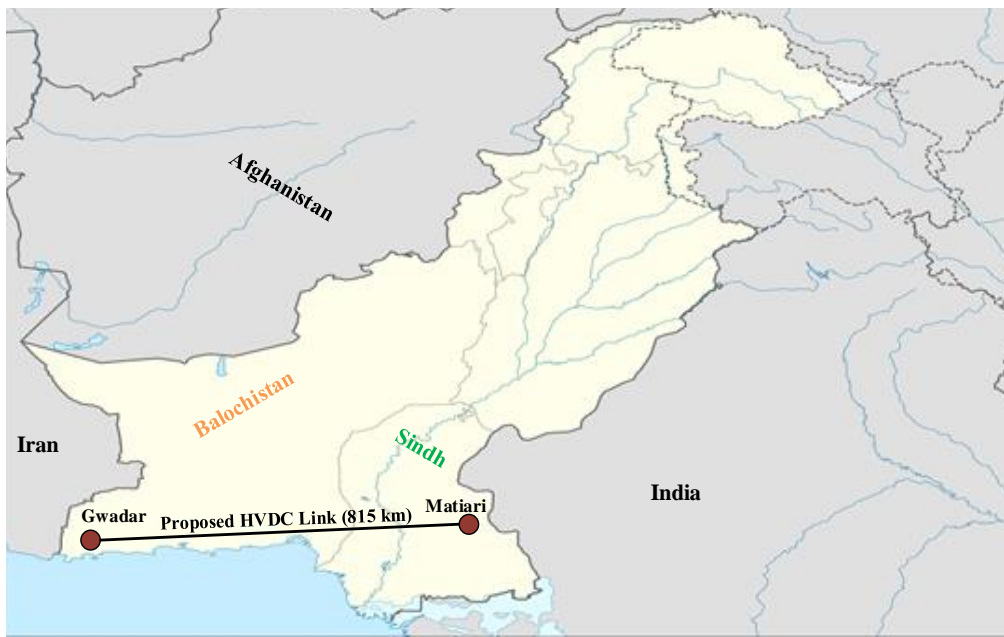 Afghanistan
Balochistan
Sindh
Iran
India
Gwadar
Matiari
Proposed HVDC Link (815 km)